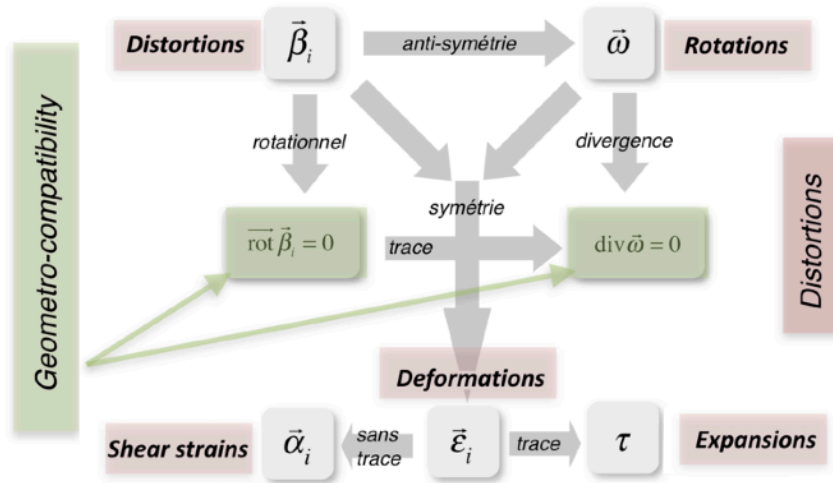 Distortions
β⃗ᵢ
anti-symétrie
ω⃗
Rotations
Geometro-compatibility
rotationnel
divergence
symétrie
rot⃗ β⃗ᵢ = 0
trace
div ω⃗ = 0
Distortions
Deformations
Shear strains
α⃗ᵢ
sans
trace
ε⃗ᵢ
trace
τ
Expansions